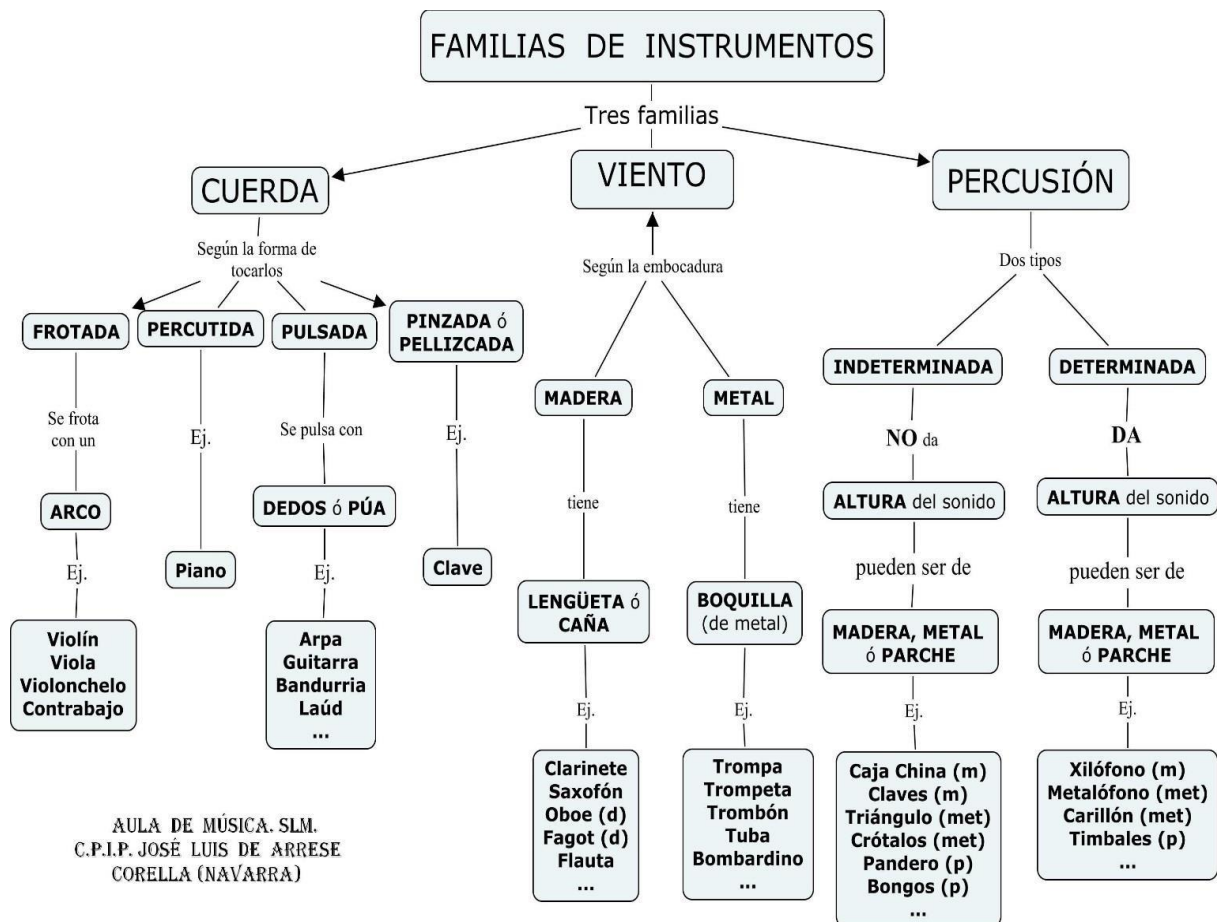 FAMILIAS DE INSTRUMENTOS
Tres familias
CUERDA
Según la forma de
tocarlos
FROTADA
Se frota
con un
ARCO
Ej.
Violín
Viola
Violonchelo
Contrabajo
PERCUTIDA
Ej.
Piano
PULSADA
Se pulsa con
DEDOS ó PÚA
Ej.
Arpa
Guitarra
Bandurria
Laúd
...
PINZADA ó
PELLIZCADA
Ej.
Clave
VIENTO
Según la embocadura
MADERA
tiene
LENGÜETA ó
CAÑA
Ej.
Clarinete
Saxofón
Oboe (d)
Fagot (d)
Flauta
...
METAL
tiene
BOQUILLA
(de metal)
Ej.
Trompa
Trompeta
Trombón
Tuba
Bombardino
...
PERCUSIÓN
Dos tipos
INDETERMINADA
NO da
ALTURA del sonido
pueden ser de
MADERA, METAL
ó PARCHE
Ej.
Caja China (m)
Claves (m)
Triángulo (met)
Crótalos (met)
Pandero (p)
Bongos (p)
...
DETERMINADA
DA
ALTURA del sonido
pueden ser de
MADERA, METAL
ó PARCHE
Ej.
Xilófono (m)
Metalófono (met)
Carillón (met)
Timbales (p)
...
AULA DE MÚSICA. SLM.
C.P.I.P. JOSÉ LUIS DE ARRESE
CORELLA (NAVARRA)